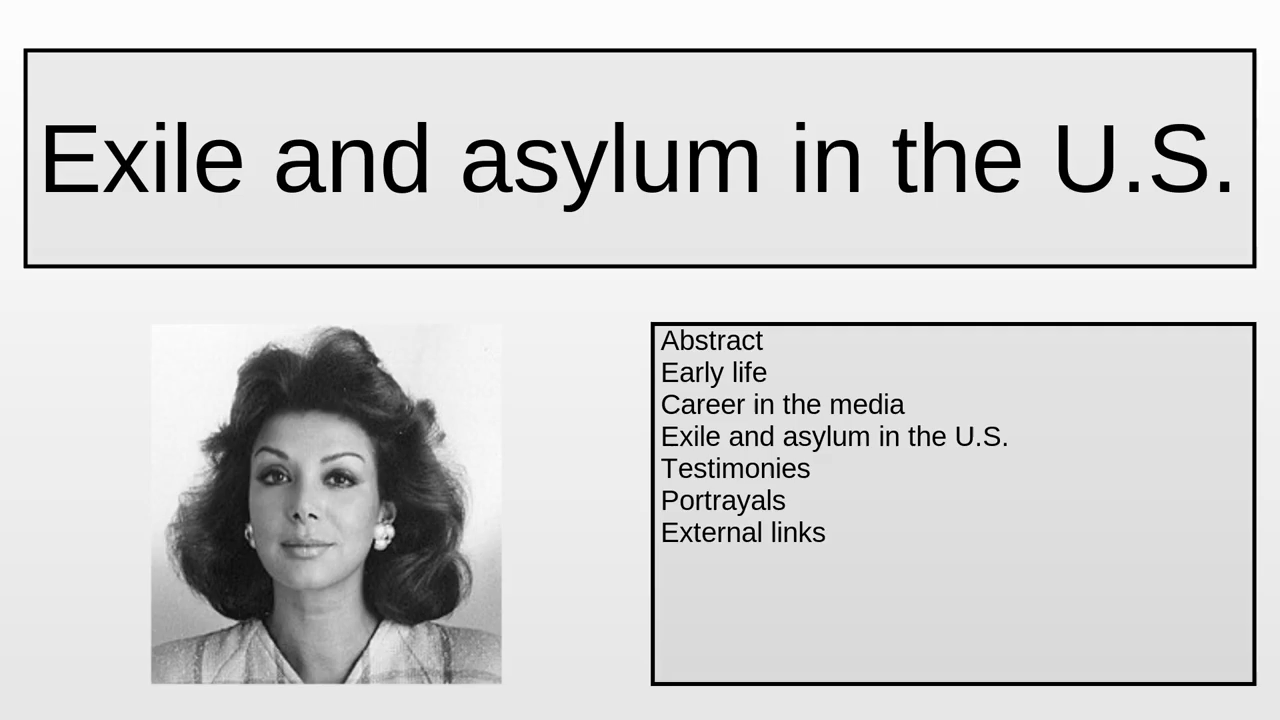 Exile and asylum in the U.S.
Abstract
Early life
Career in the media
Exile and asylum in the U.S.
Testimonies
Portrayals
External links